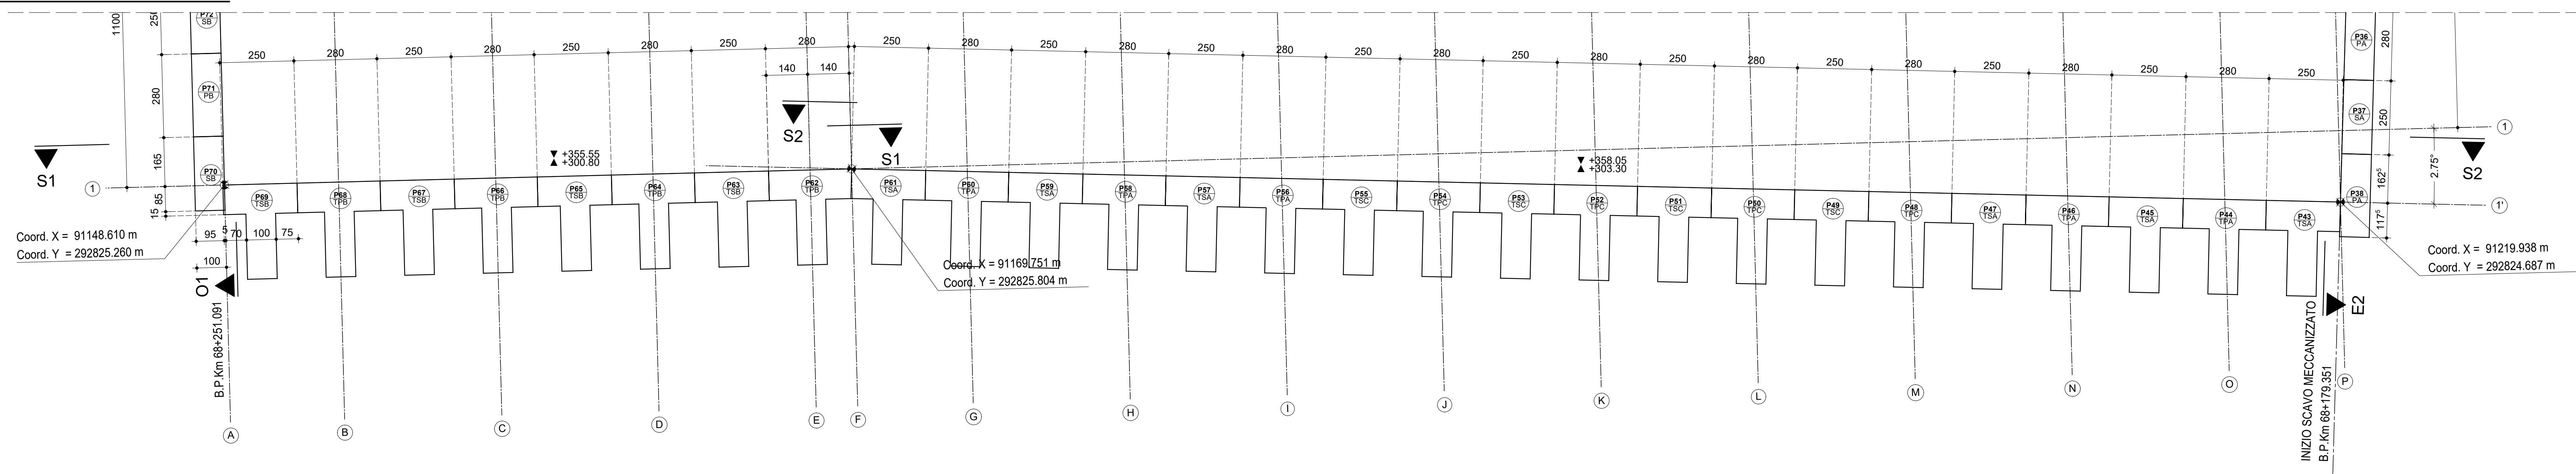 P72
SB
250
1100
250
280
250
280
250
280
250
280
250
280
250
280
250
280
250
280
250
280
250
280
250
280
250
280
250
280
250
280
250
P36
PA
280
140
140
P71
PB
280
S2
S1
P37
SA
250
1
S1
165
P70
SB
+355.55
+300.80
+358.05
+303.30
S2
2.75°
162⁵
1
85
15
P69
TSB
P68
TPB
P67
TSB
P66
TPB
P65
TSB
P64
TPB
P63
TSB
P62
TPB
P61
TSA
P60
TPA
P59
TSA
P58
TPA
P57
TSA
P56
TPA
P55
TSC
P54
TPC
P53
TSC
P52
TPC
P51
TSC
P50
TPC
P49
TSC
P48
TPC
P47
TSA
P46
TPA
P45
TSA
P44
TPA
P43
TSA
P38
PA
1'
117⁵
95
5
70
100
75
100
Coord. X = 91148.610 m
Coord. Y = 292825.260 m
Coord. X = 91169.751 m
Coord. Y = 292825.804 m
Coord. X = 91219.938 m
Coord. Y = 292824.687 m
O1
E2
B.P.Km 68+251.091
INIZIO SCAVO MECCANIZZATO
B.P.Km 68+179.351
A
B
C
D
E
F
G
H
I
J
K
L
M
N
O
P